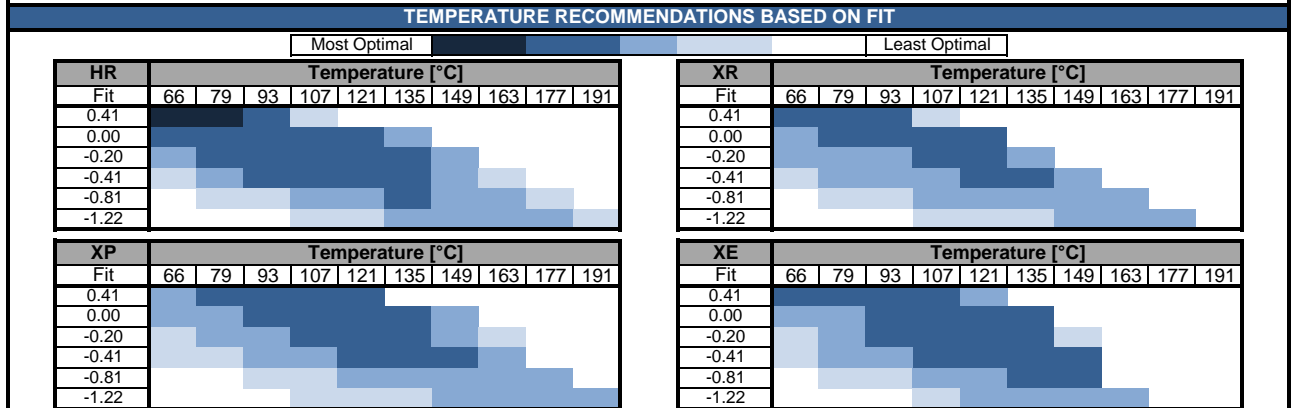 TEMPERATURE RECOMMENDATIONS BASED ON FIT
Most Optimal Least Optimal
HR Temperature [°C]
Fit 66 79 93 107 121 135 149 163 177 191
0.41
0.00
-0.20
-0.41
-0.81
-1.22
XR Temperature [°C]
Fit 66 79 93 107 121 135 149 163 177 191
0.41
0.00
-0.20
-0.41
-0.81
-1.22
XP Temperature [°C]
Fit 66 79 93 107 121 135 149 163 177 191
0.41
0.00
-0.20
-0.41
-0.81
-1.22
XE Temperature [°C]
Fit 66 79 93 107 121 135 149 163 177 191
0.41
0.00
-0.20
-0.41
-0.81
-1.22